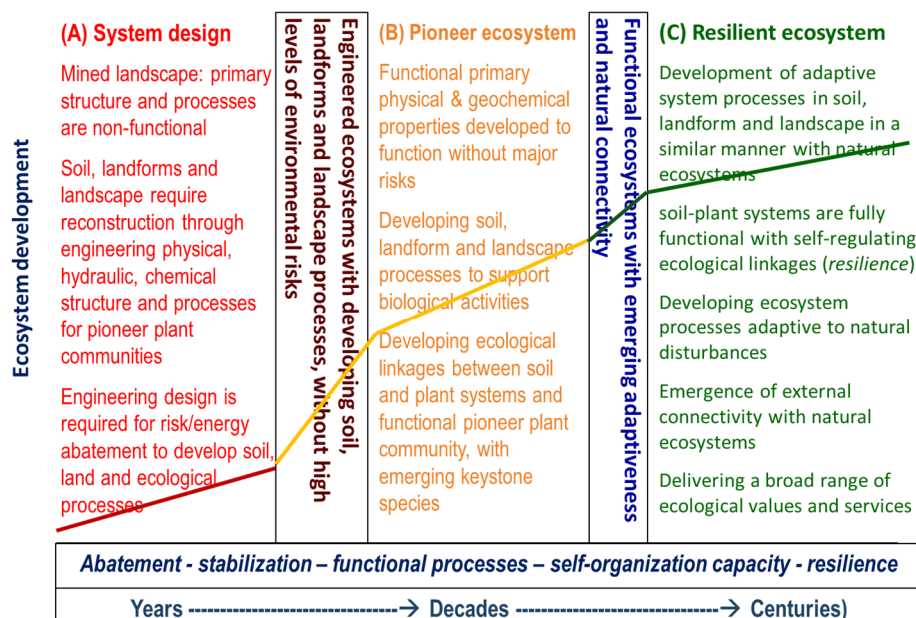 Ecosystem development
(A) System design
Mined landscape: primary
structure and processes
are non-functional
Soil, landforms and
landscape require
reconstruction through
engineering physical,
hydraulic, chemical
structure and processes
for pioneer plant
communities
Engineering design is
required for risk/energy
abatement to develop soil,
land and ecological
processes
Engineered ecosystems with developing soil,
landforms and landscape processes, without high
levels of environmental risks
(B) Pioneer ecosystem
Functional primary
physical & geochemical
properties developed to
function without major
risks
Developing soil,
landform and landscape
processes to support
biological activities
Developing ecological
linkages between soil
and plant systems and
functional pioneer plant
community, with
emerging keystone
species
Functional ecosystems with emerging adaptiveness
and natural connectivity
(C) Resilient ecosystem
Development of adaptive
system processes in soil,
landform and landscape in a
similar manner with natural
ecosystems
soil-plant systems are fully
functional with self-regulating
ecological linkages (resilience)
Developing ecosystem
processes adaptive to natural
disturbances
Emergence of external
connectivity with natural
ecosystems
Delivering a broad range of
ecological values and services
Abatement - stabilization – functional processes – self-organization capacity - resilience
Years --------------------------------→ Decades --------------------------------→ Centuries)